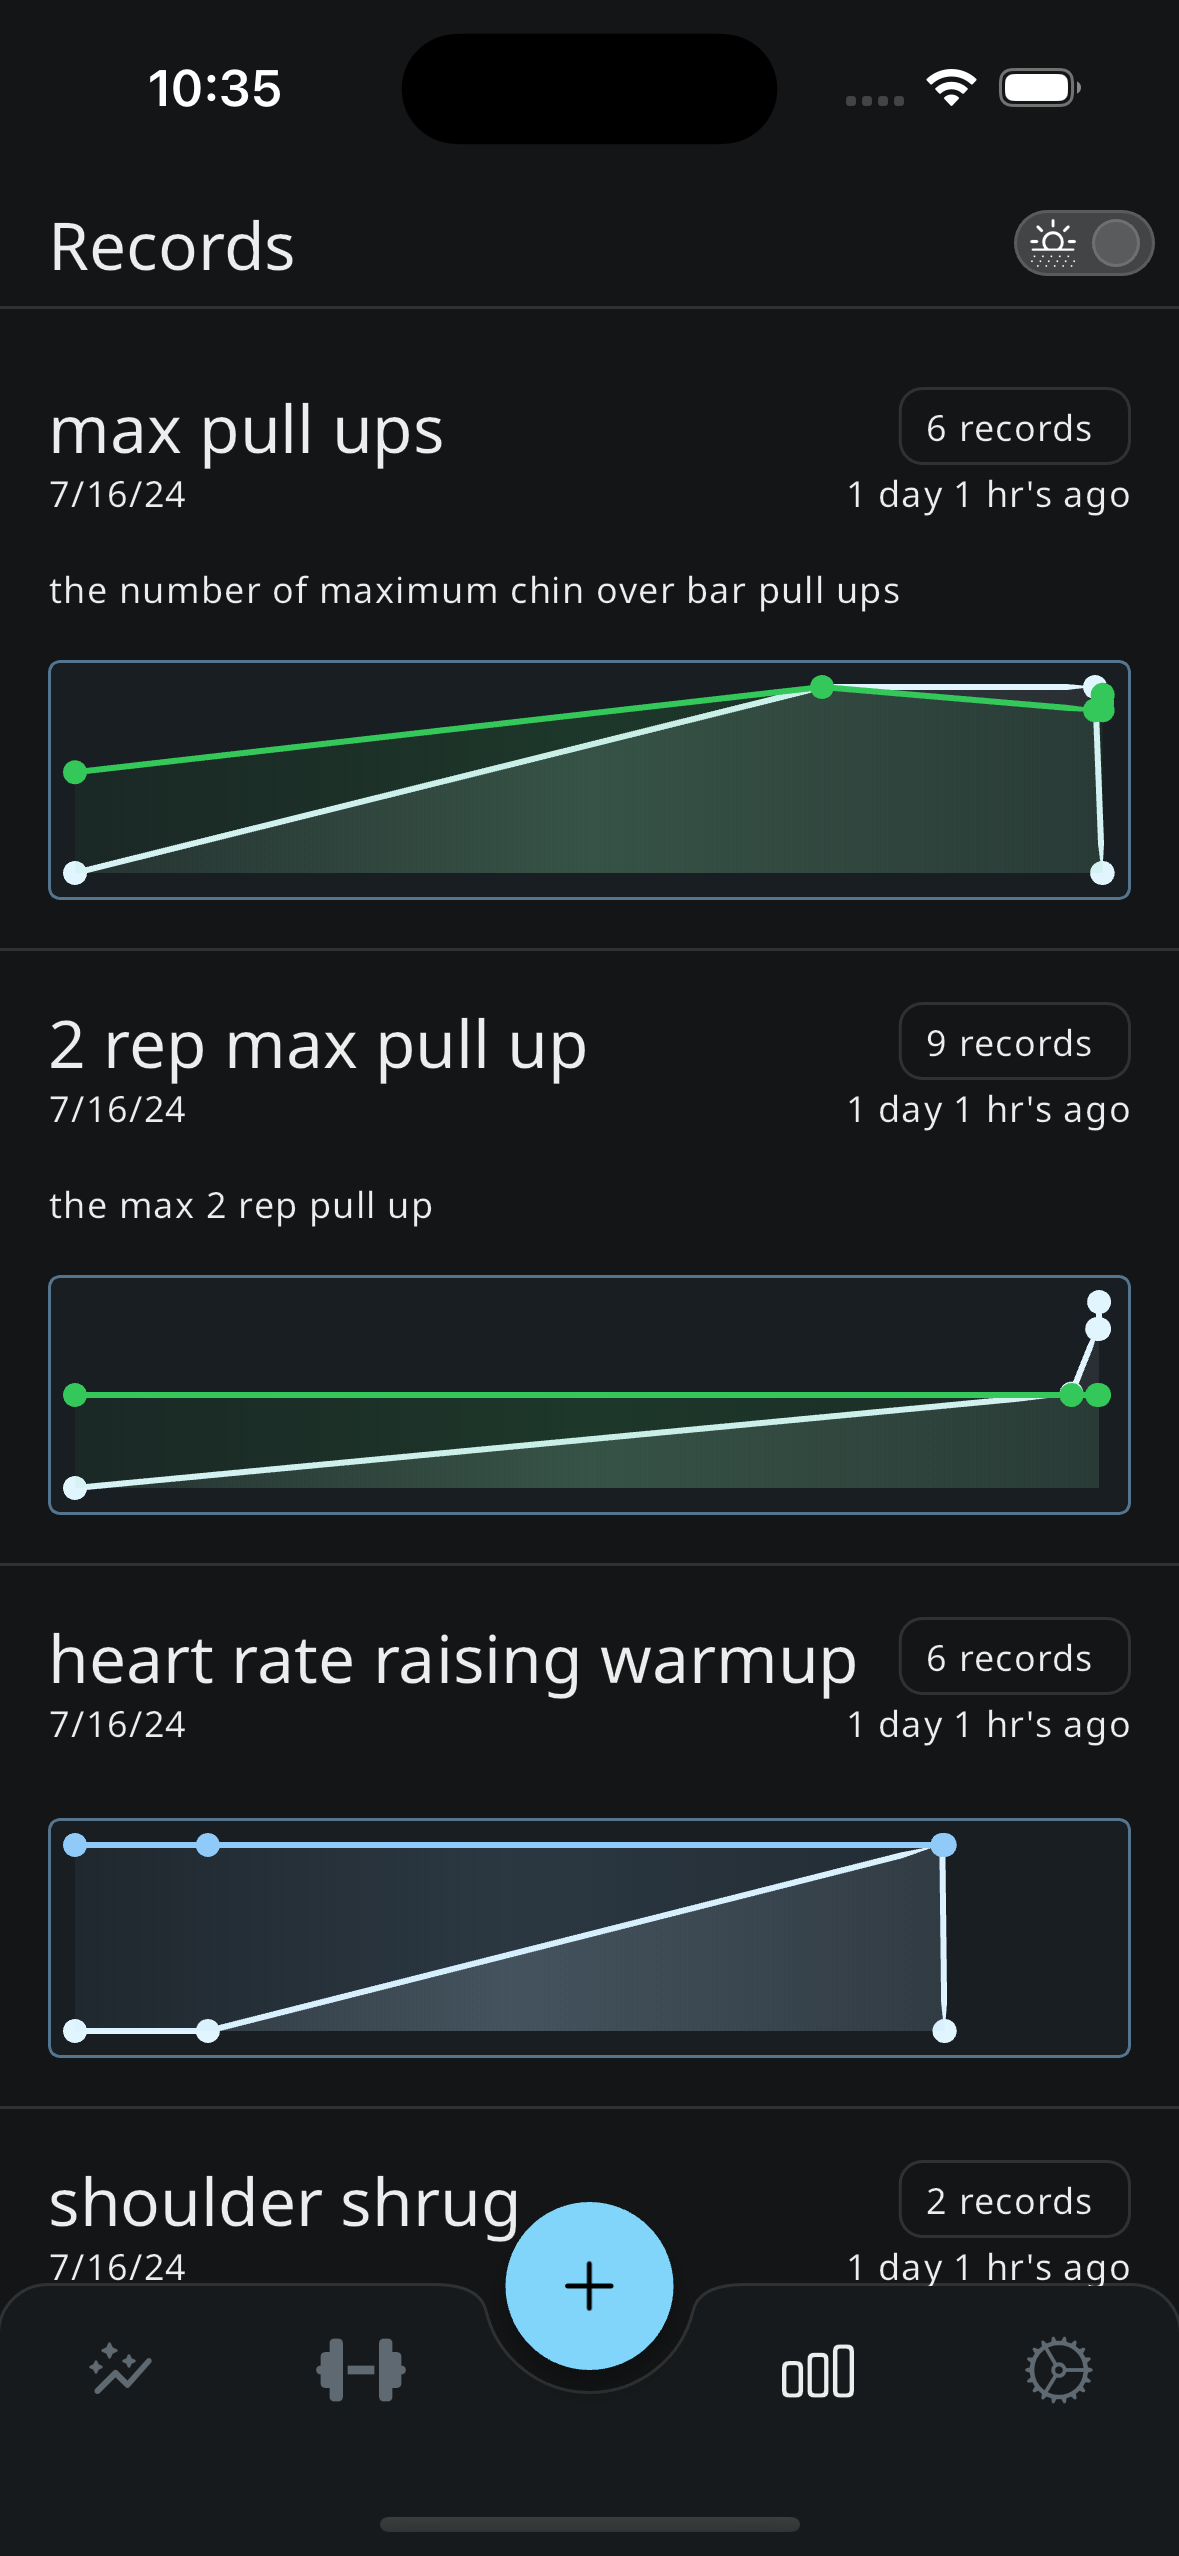 10:35
Records
max pull ups
6 records
7/16/24
1 day 1 hr's ago
the number of maximum chin over bar pull ups
2 rep max pull up
9 records
7/16/24
1 day 1 hr's ago
the max 2 rep pull up
heart rate raising warmup
6 records
7/16/24
1 day 1 hr's ago
shoulder shrug
2 records
7/16/24
1 day 1 hr's ago